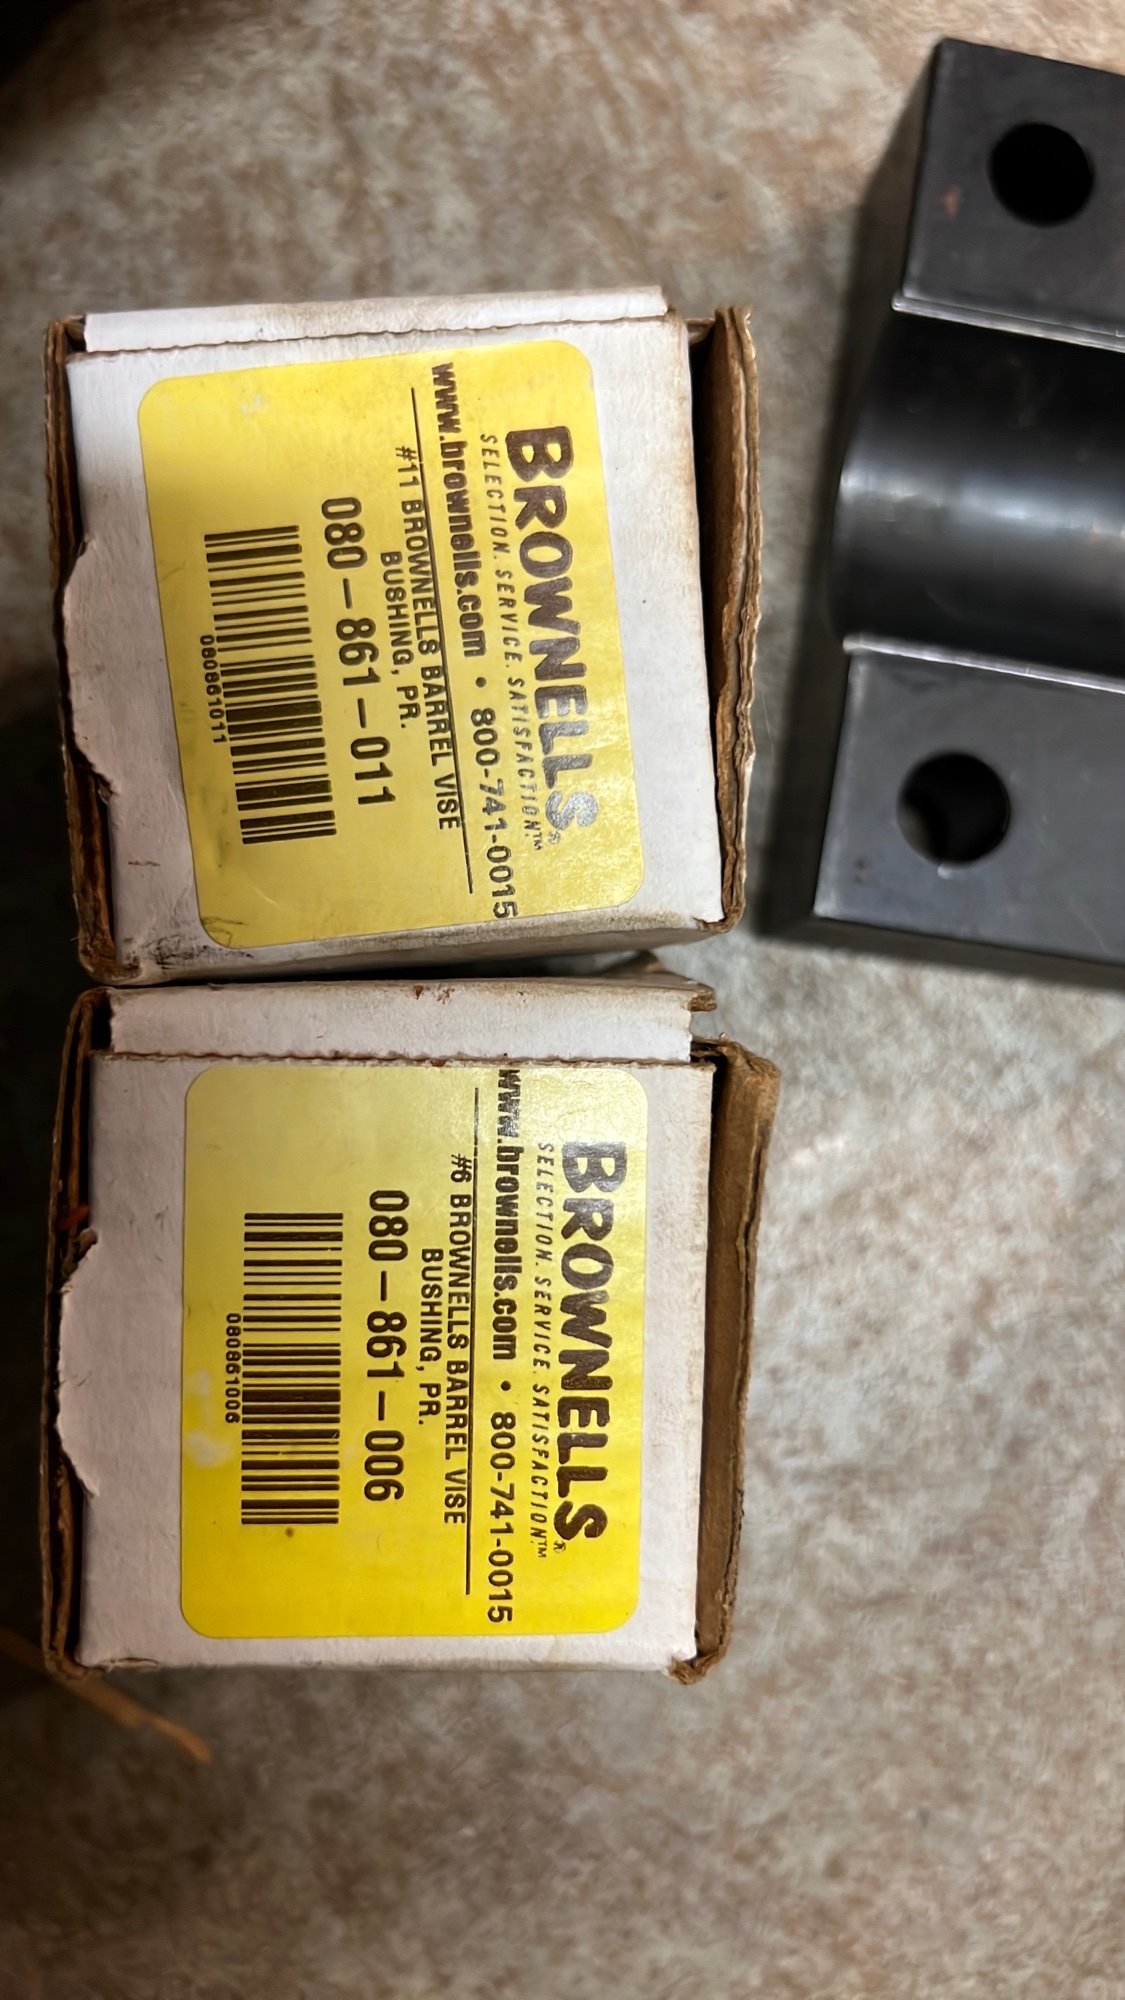 BROWNELLS®
SELECTION. SERVICE. SATISFACTION.™
www.brownells.com • 800-741-0015
#11 BROWNELLS BARREL VISE
BUSHING, PR.
080-861-011
080861011
BROWNELLS®
SELECTION. SERVICE. SATISFACTION.™
www.brownells.com • 800-741-0015
#6 BROWNELLS BARREL VISE
BUSHING, PR.
080-861-006
080861006